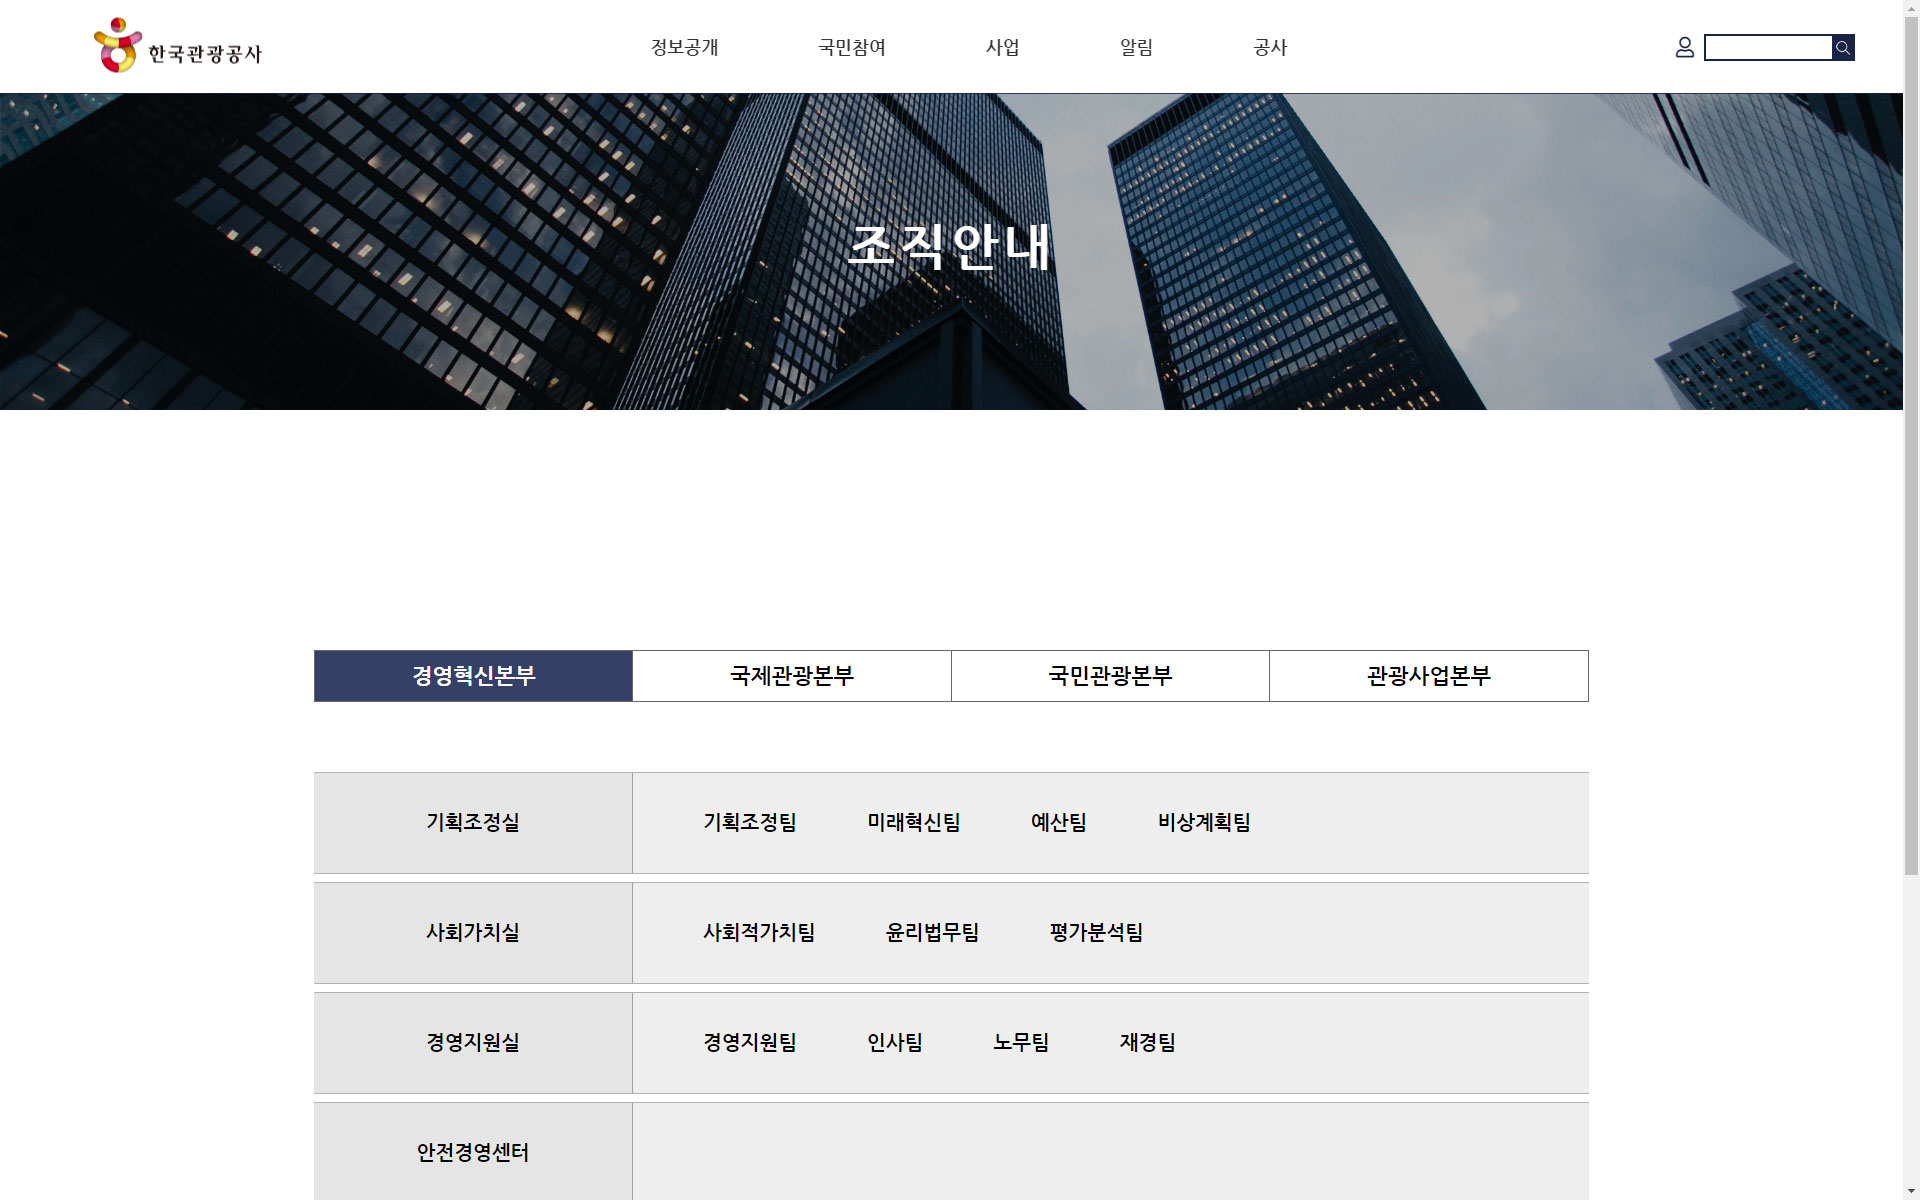 한국관광공사
정보공개 국민참여 사업 알림 공사
조직안내
경영혁신본부 국제관광본부 국민관광본부 관광사업본부
기획조정실 기획조정팀 미래혁신팀 예산팀 비상계획팀
사회가치실 사회적가치팀 윤리법무팀 평가분석팀
경영지원실 경영지원팀 인사팀 노무팀 재경팀
안전경영센터